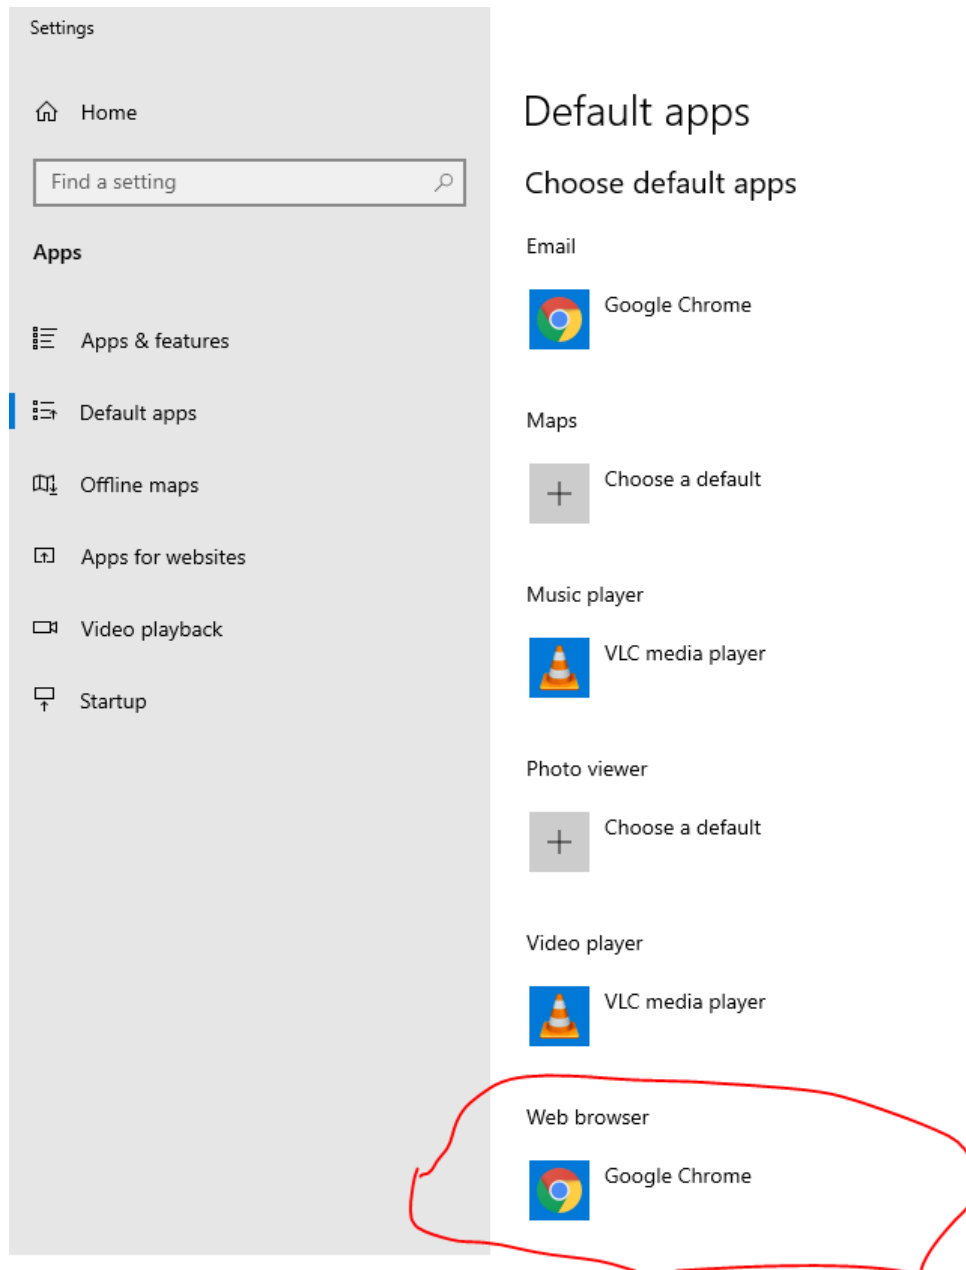 Settings
Home
Find a setting
Apps
Apps & features
Default apps
Offline maps
Apps for websites
Video playback
Startup
Default apps
Choose default apps
Email
Google Chrome
Maps
Choose a default
Music player
VLC media player
Photo viewer
Choose a default
Video player
VLC media player
Web browser
Google Chrome